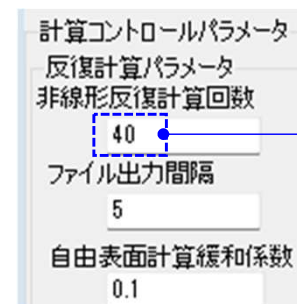 計算コントロールパラメータ
反復計算パラメータ
非線形反復計算回数
40
ファイル出力間隔
5
自由表面計算緩和係数
0.1